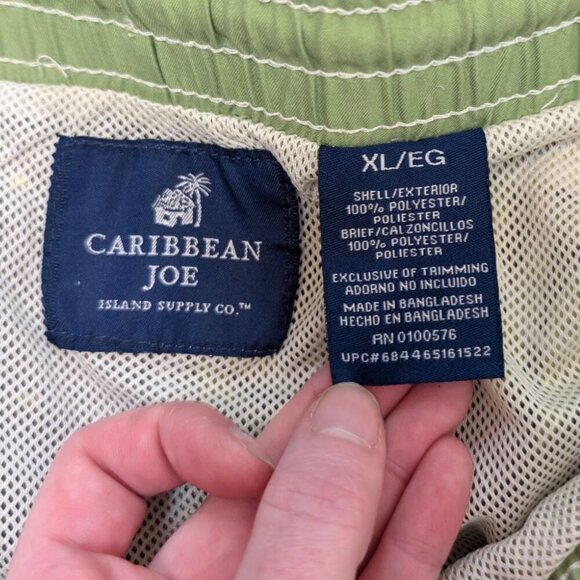 CARIBBEAN
JOE
ISLAND SUPPLY CO.™
XL/EG
SHELL/EXTERIOR
100% POLYESTER/
POLIESTER
BRIEF/CALZONCILLOS
100% POLYESTER/
POLIESTER
EXCLUSIVE OF TRIMMING
ADORNO NO INCLUIDO
MADE IN BANGLADESH
HECHO EN BANGLADESH
RN 0100576
UPC#684465161522